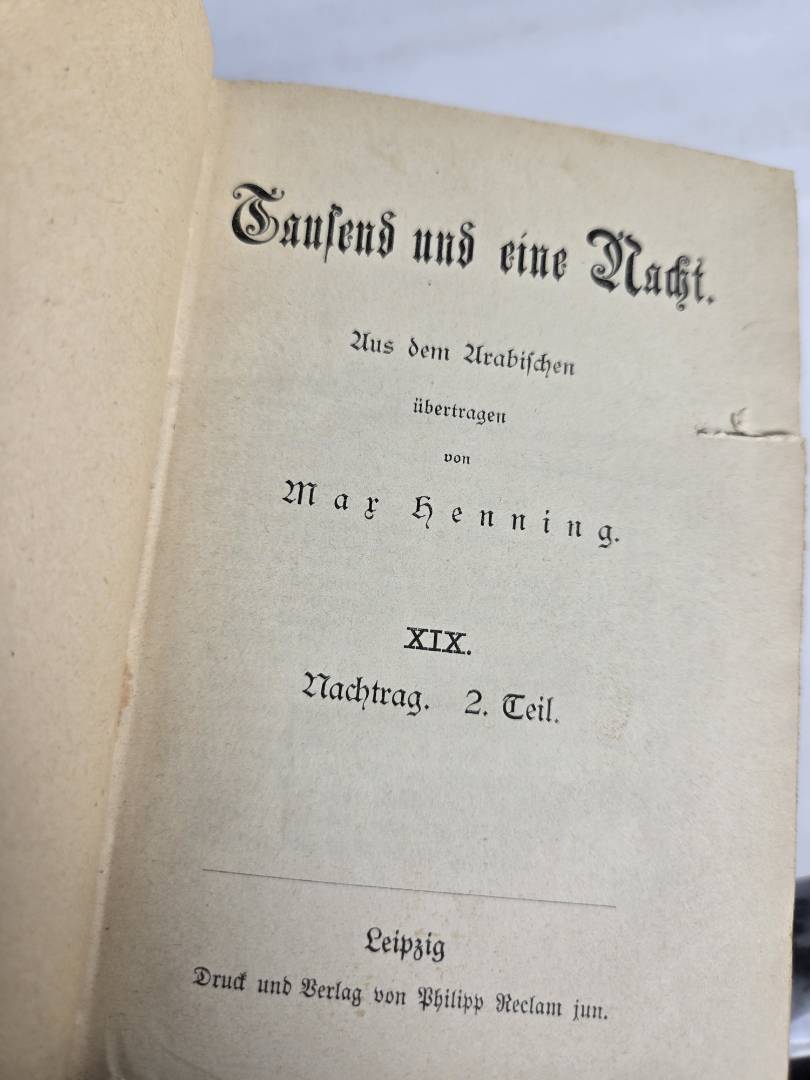 Tausend und eine Nacht.
Aus dem Arabischen
übertragen
von
Max Henning.
XIX.
Nachtrag. 2. Teil.
Leipzig
Druck und Verlag von Philipp Reclam jun.